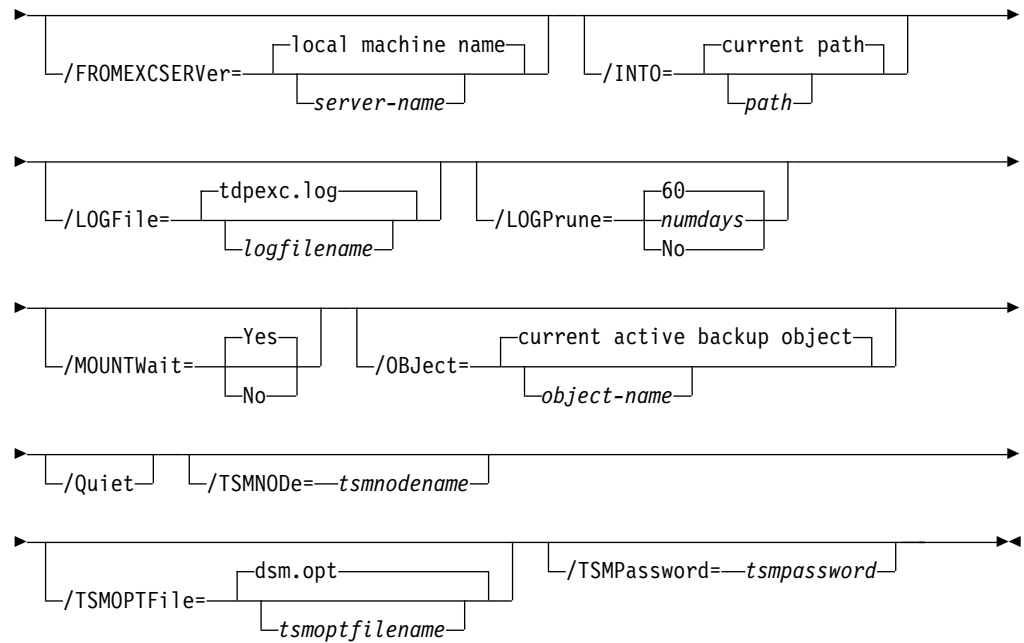 local machine name current path
/FROMEXCSERVer= /INTO=
server-name path
tdpexc.log 60
/LOGFile= /LOGPrune= numdays
logfilename No
Yes current active backup object
/MOUNTWait= /OBJect=
No object-name
/Quiet /TSMNODe= tsmnodename
dsm.opt /TSMPassword= tsmpassword
/TSMOPTFile=
tsmoptfilename